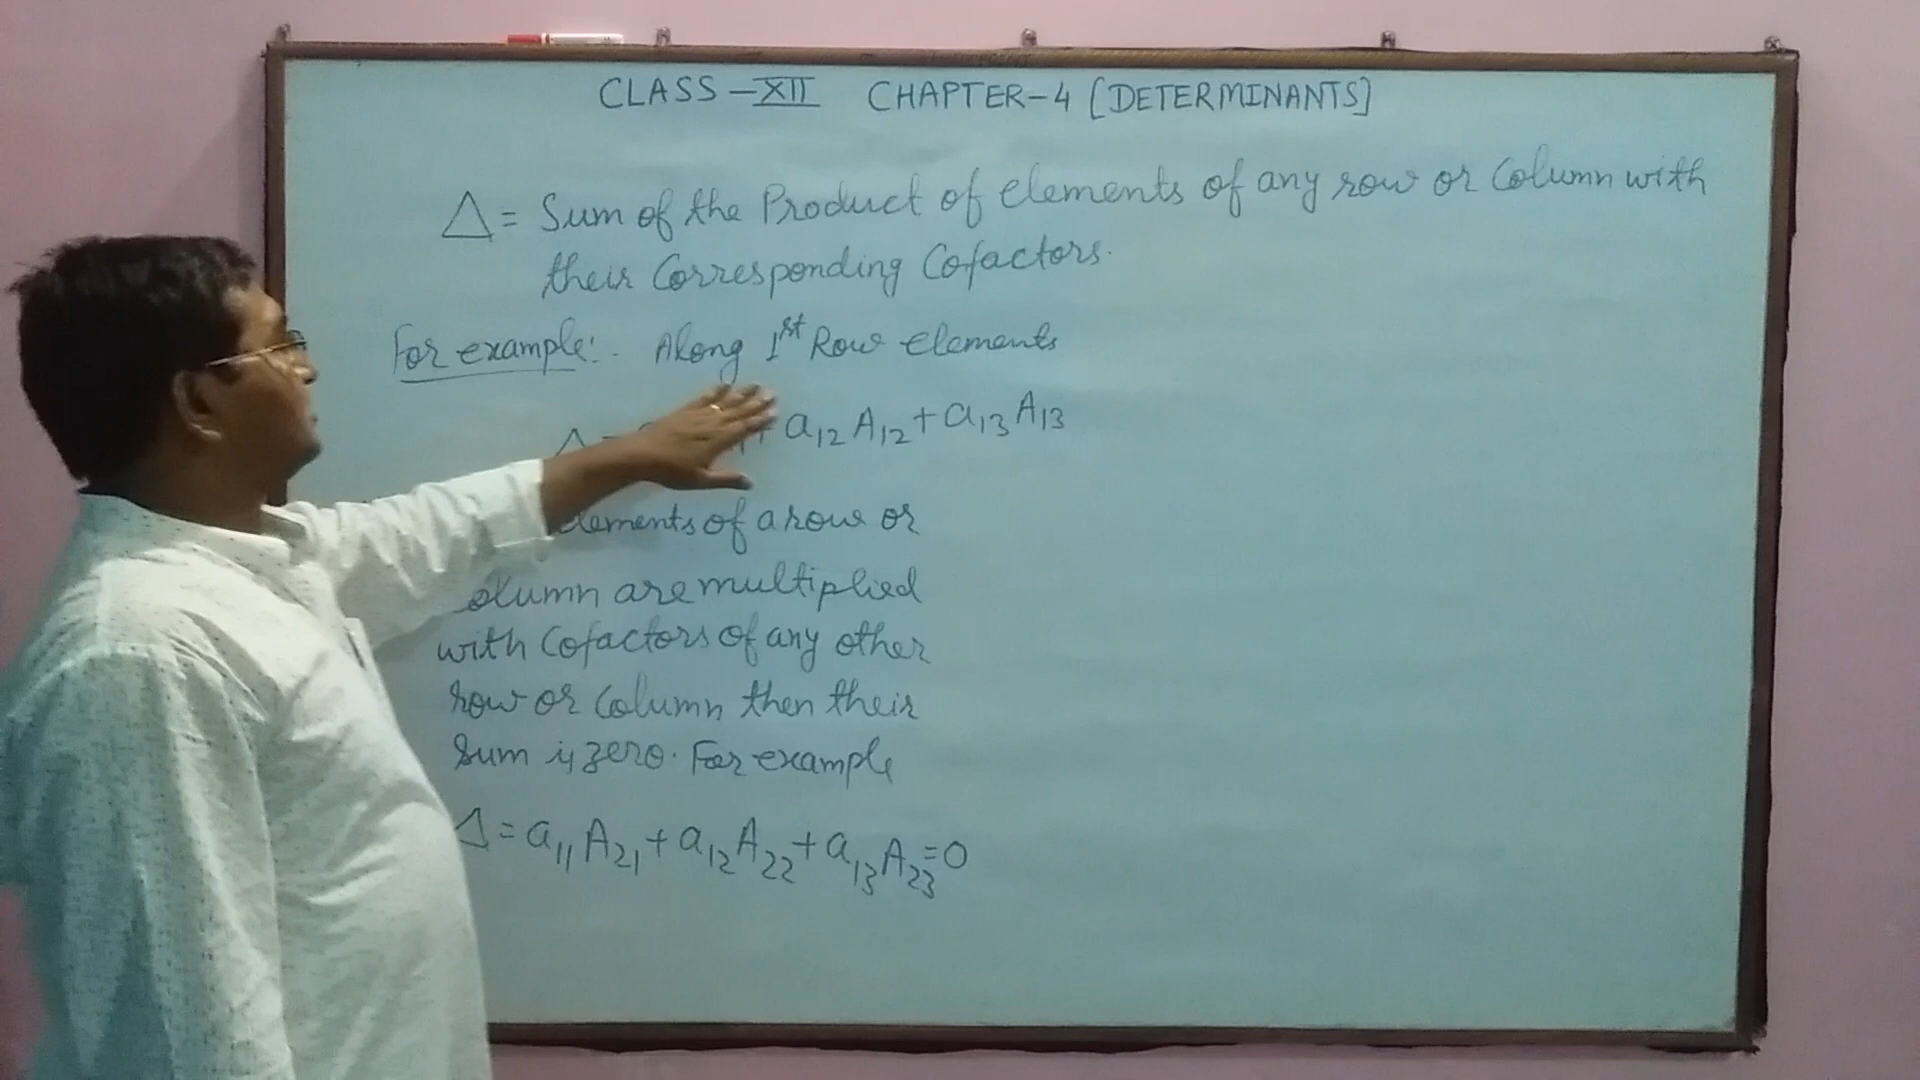 CLASS-XII CHAPTER-4 [DETERMINANTS]
Δ = Sum of the Product of elements of any row or Column with
their Corresponding Cofactors.
For example:- Along 1st Row elements
+ a12 A12 + a13 A13
elements of a row or
column are multiplied
with Cofactors of any other
row or Column then their
Sum is zero. For example
Δ = a11 A21 + a12 A22 + a13 A23 = 0